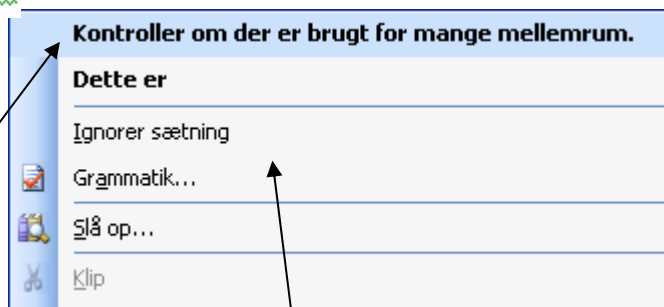 Kontroller om der er brugt for mange mellemrum.
Dette er
Ignorer sætning
Grammatik...
Slå op...
Klip